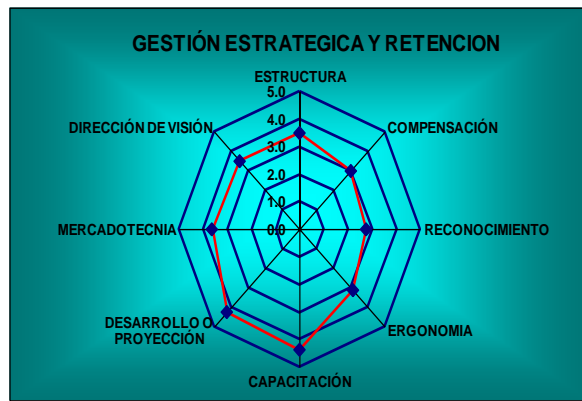 GESTIÓN ESTRATEGICA Y RETENCION
ESTRUCTURA
5.0
DIRECCIÓN DE VISIÓN
COMPENSACIÓN
4.0
3.0
2.0
1.0
MERCADOTECNIA
0.0
RECONOCIMIENTO
DESARROLLO O
PROYECCIÓN
ERGONOMIA
CAPACITACIÓN